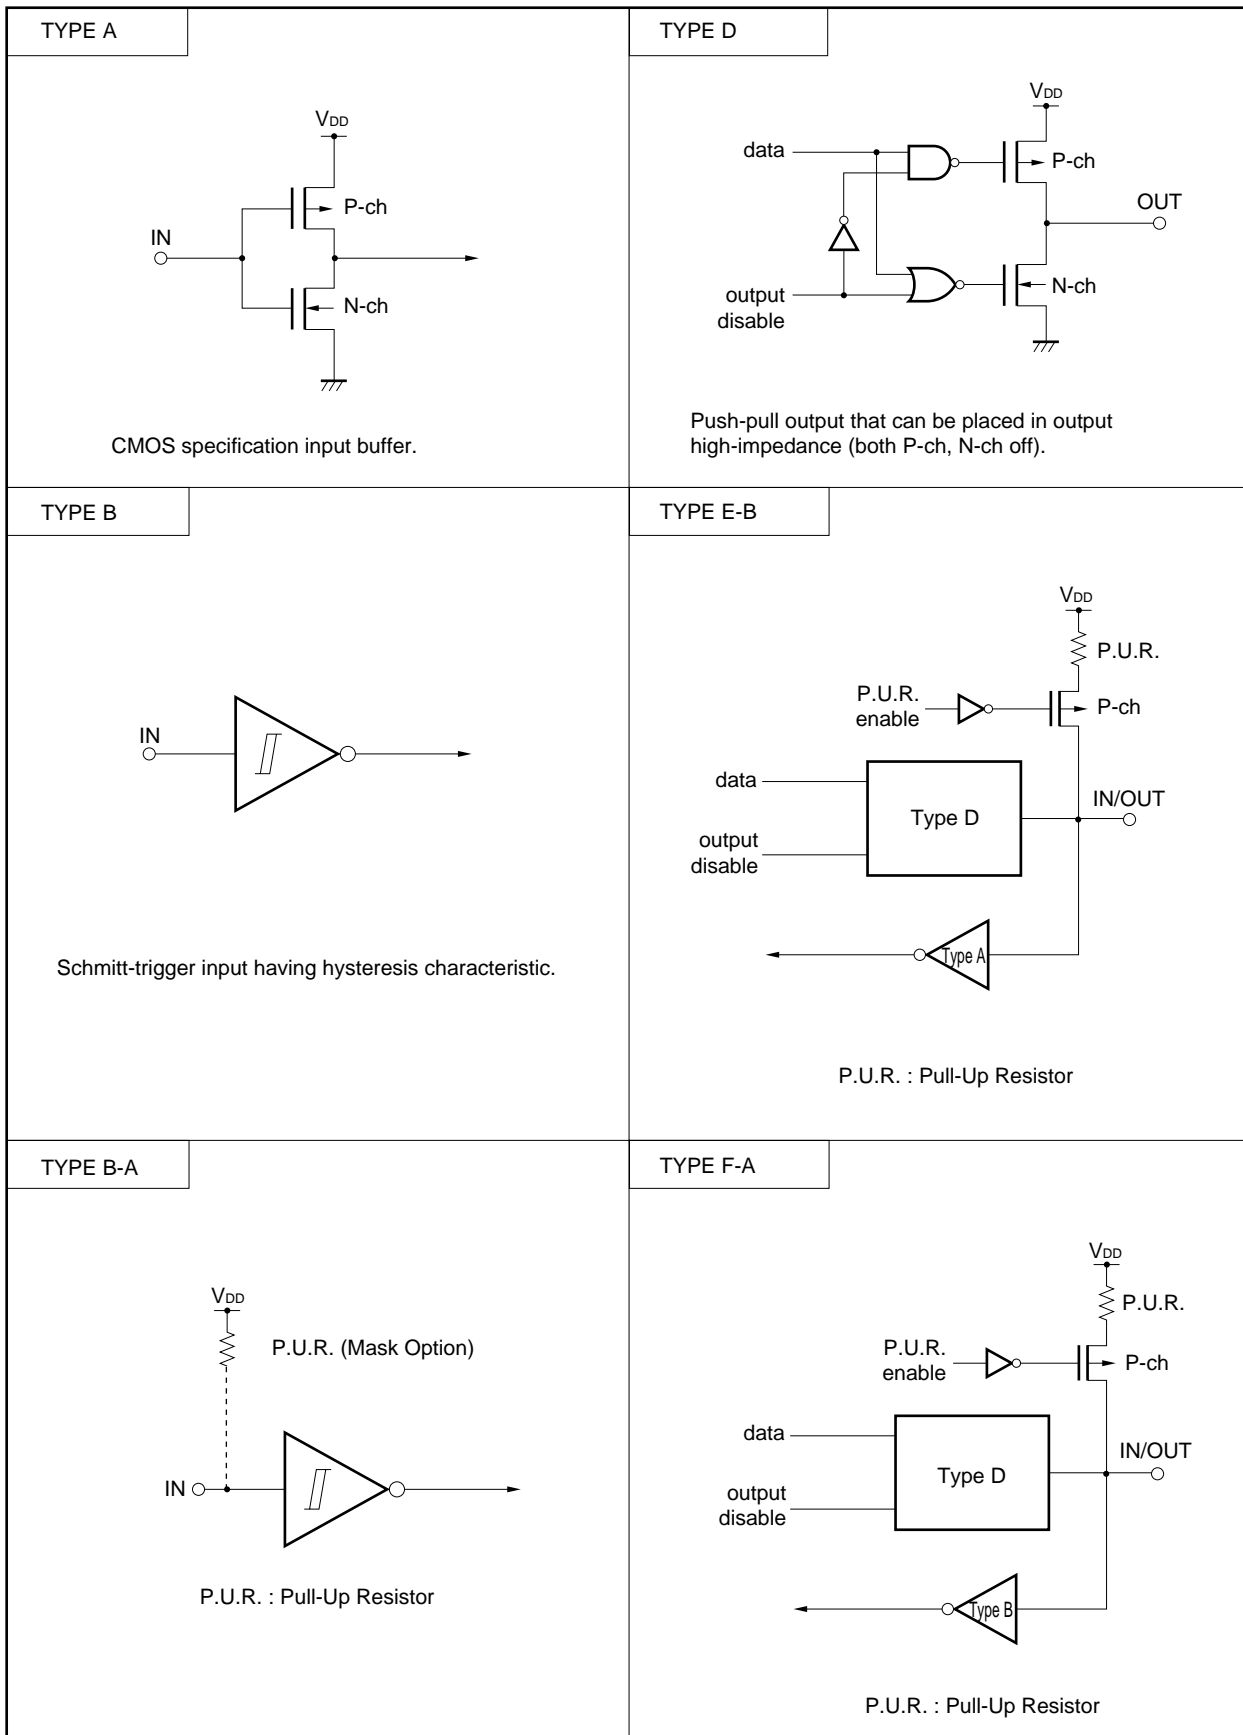 TYPE A
VDD
P-ch
IN
N-ch
CMOS specification input buffer.
TYPE D
VDD
data
P-ch
OUT
output
disable
N-ch
Push-pull output that can be placed in output
high-impedance (both P-ch, N-ch off).
TYPE B
IN
Schmitt-trigger input having hysteresis characteristic.
TYPE E-B
VDD
P.U.R.
P.U.R.
enable
P-ch
data
Type D
IN/OUT
output
disable
Type A
P.U.R. : Pull-Up Resistor
TYPE B-A
VDD
P.U.R. (Mask Option)
IN
P.U.R. : Pull-Up Resistor
TYPE F-A
VDD
P.U.R.
P.U.R.
enable
P-ch
data
Type D
IN/OUT
output
disable
Type B
P.U.R. : Pull-Up Resistor